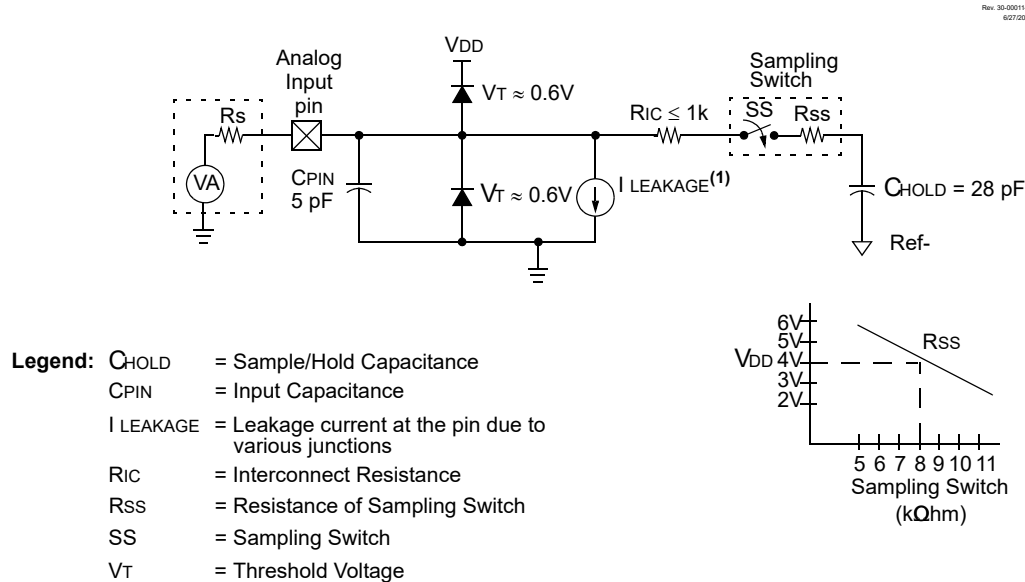 Rev. 30-00011
6/27/20
VDD
Analog
Input
pin
Sampling
Switch
VT ≈ 0.6V
Rs
RIC ≤ 1k
SS
Rss
VA
CPIN
5 pF
VT ≈ 0.6V
I LEAKAGE(1)
CHOLD = 28 pF
Ref-
Legend: CHOLD = Sample/Hold Capacitance
CPIN = Input Capacitance
I LEAKAGE = Leakage current at the pin due to
various junctions
RIC = Interconnect Resistance
RSS = Resistance of Sampling Switch
SS = Sampling Switch
VT = Threshold Voltage
6V
5V
VDD 4V
3V
2V
RSS
5 6 7 8 9 10 11
Sampling Switch
(kΩhm)